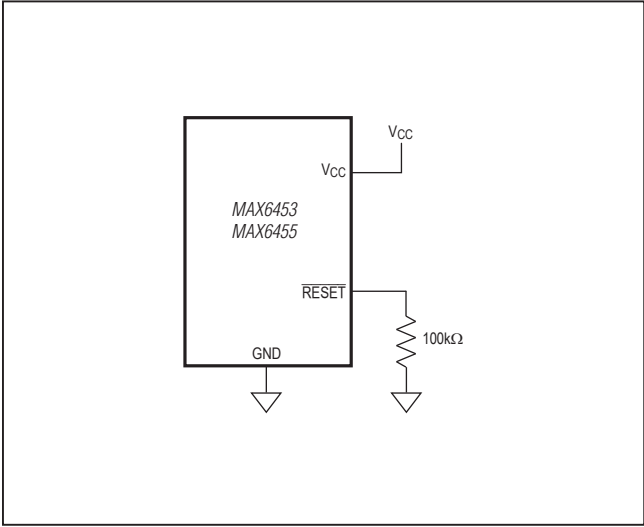 VCC
VCC
MAX6453
MAX6455
RESET
100kΩ
GND